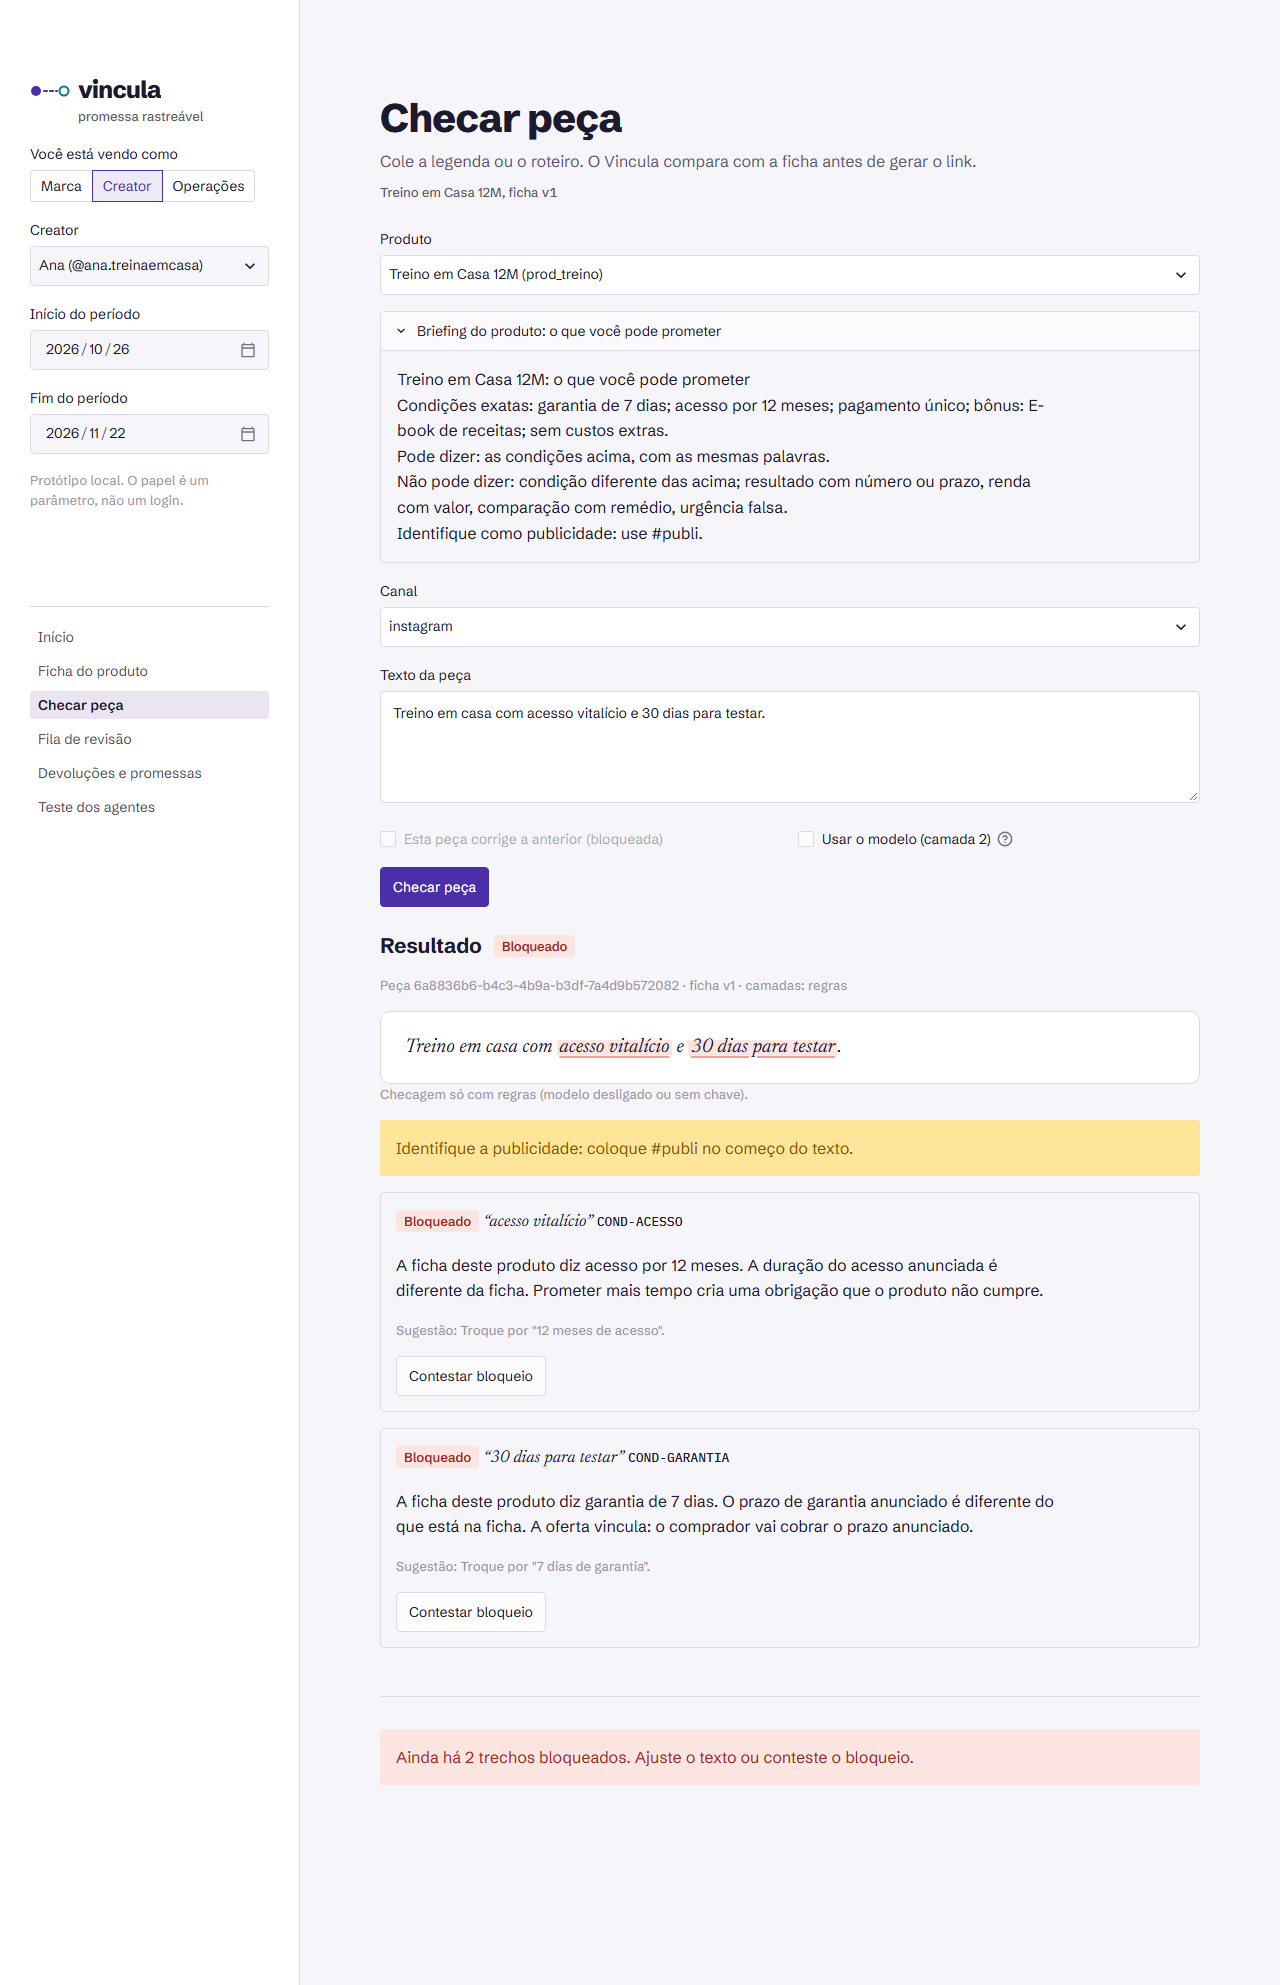 vincula
promessa rastreável
Você está vendo como
Marca
Creator
Operações
Creator
Ana (@ana.treinaemcasa)
Início do período
2026 / 10 / 26
Fim do período
2026 / 11 / 22
Protótipo local. O papel é um
parâmetro, não um login.
Início
Ficha do produto
Checar peça
Fila de revisão
Devoluções e promessas
Teste dos agentes
Checar peça
Cole a legenda ou o roteiro. O Vincula compara com a ficha antes de gerar o link.
Treino em Casa 12M, ficha v1
Produto
Treino em Casa 12M (prod_treino)
Briefing do produto: o que você pode prometer
Treino em Casa 12M: o que você pode prometer
Condições exatas: garantia de 7 dias; acesso por 12 meses; pagamento único; bônus: E-
book de receitas; sem custos extras.
Pode dizer: as condições acima, com as mesmas palavras.
Não pode dizer: condição diferente das acima; resultado com número ou prazo, renda
com valor, comparação com remédio, urgência falsa.
Identifique como publicidade: use #publi.
Canal
instagram
Texto da peça
Treino em casa com acesso vitalício e 30 dias para testar.
Esta peça corrige a anterior (bloqueada)
Usar o modelo (camada 2)
Checar peça
Resultado Bloqueado
Peça 6a8836b6-b4c3-4b9a-b3df-7a4d9b572082 · ficha v1 · camadas: regras
Treino em casa com acesso vitalício e 30 dias para testar.
Checagem só com regras (modelo desligado ou sem chave).
Identifique a publicidade: coloque #publi no começo do texto.
Bloqueado “acesso vitalício” COND-ACESSO
A ficha deste produto diz acesso por 12 meses. A duração do acesso anunciada é
diferente da ficha. Prometer mais tempo cria uma obrigação que o produto não cumpre.
Sugestão: Troque por "12 meses de acesso".
Contestar bloqueio
Bloqueado “30 dias para testar” COND-GARANTIA
A ficha deste produto diz garantia de 7 dias. O prazo de garantia anunciado é diferente do
que está na ficha. A oferta vincula: o comprador vai cobrar o prazo anunciado.
Sugestão: Troque por "7 dias de garantia".
Contestar bloqueio
Ainda há 2 trechos bloqueados. Ajuste o texto ou conteste o bloqueio.